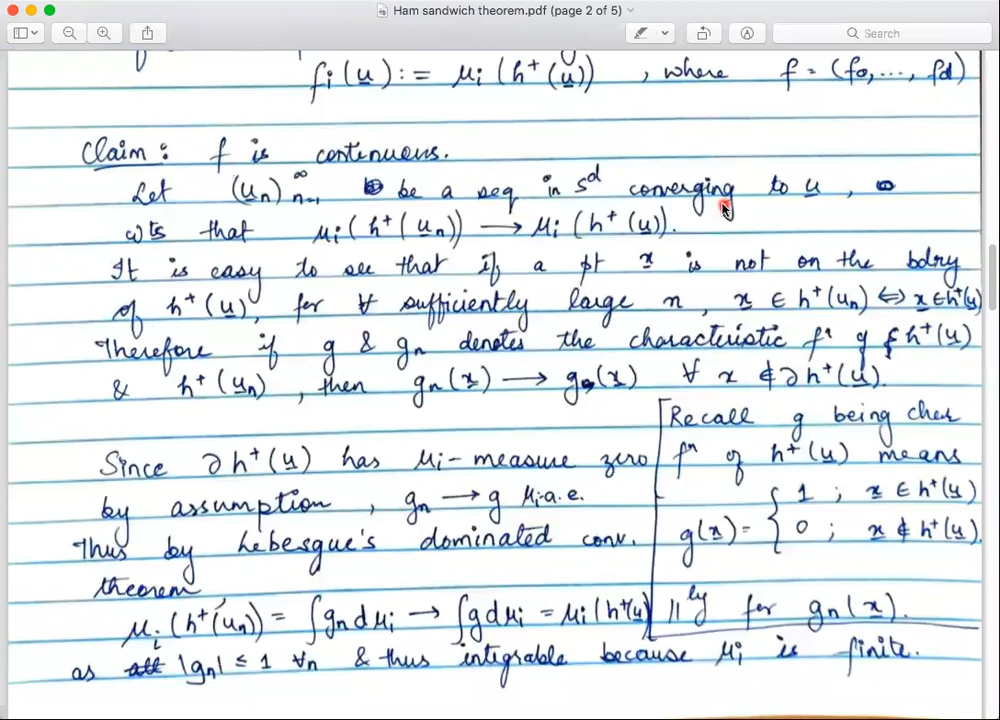 Ham sandwich theorem.pdf (page 2 of 5)
Search
fi(u) := μi(h⁺(u)) , where f = (f0, ..., fd)
Claim : f is continuous.
Let (un)ₙ₌₁^∞ be a seq in S^d converging to u ,
wts that μi(h⁺(un)) → μi(h⁺(u)).
It is easy to see that if a pt x is not on the bdry
of h⁺(u), for ∀ sufficiently large n, x ∈ h⁺(un) ⇔ x ∈ h⁺(u)
Therefore if g & gn denotes the characteristic fⁿ of h⁺(u)
& h⁺(un) , then gn(x) → g(x) ∀ x ∉ ∂h⁺(u).
Since ∂h⁺(u) has μi-measure zero
by assumption , gn → g μi a.e.
Thus by Lebesgue's dominated conv.
theorem
Recall g being char
fⁿ of h⁺(u) means
g(x) = { 1 ; x ∈ h⁺(u)
0 ; x ∉ h⁺(u).
||ly for gn(x).
μi(h⁺(un)) = ∫gn dμi → ∫g dμi = μi(h⁺(u))
as |gn| ≤ 1 ∀n & thus integrable because μi is finite.